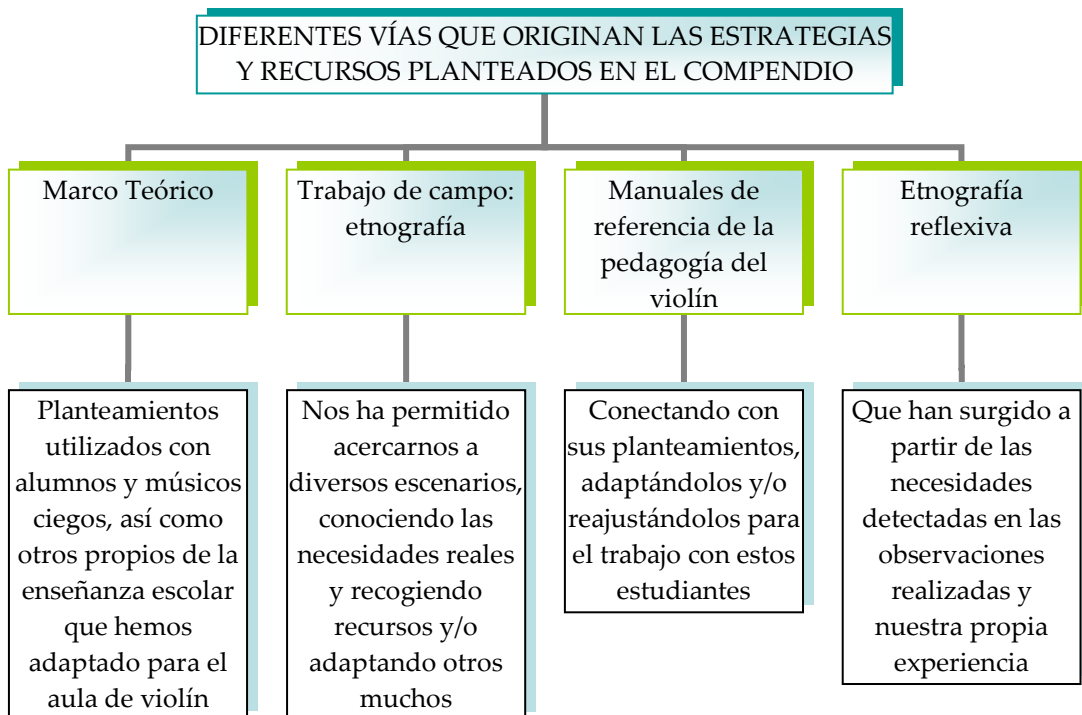 DIFERENTES VÍAS QUE ORIGINAN LAS ESTRATEGIAS
Y RECURSOS PLANTEADOS EN EL COMPENDIO
Marco Teórico
Trabajo de campo:
etnografía
Manuales de
referencia de la
pedagogía del
violín
Etnografía
reflexiva
Planteamientos
utilizados con
alumnos y músicos
ciegos, así como
otros propios de la
enseñanza escolar
que hemos
adaptado para el
aula de violín
Nos ha permitido
acercarnos a
diversos escenarios,
conociendo las
necesidades reales
y recogiendo
recursos y/o
adaptando otros
muchos
Conectando con
sus planteamientos,
adaptándolos y/o
reajustándolos para
el trabajo con estos
estudiantes
Que han surgido a
partir de las
necesidades
detectadas en las
observaciones
realizadas y
nuestra propia
experiencia